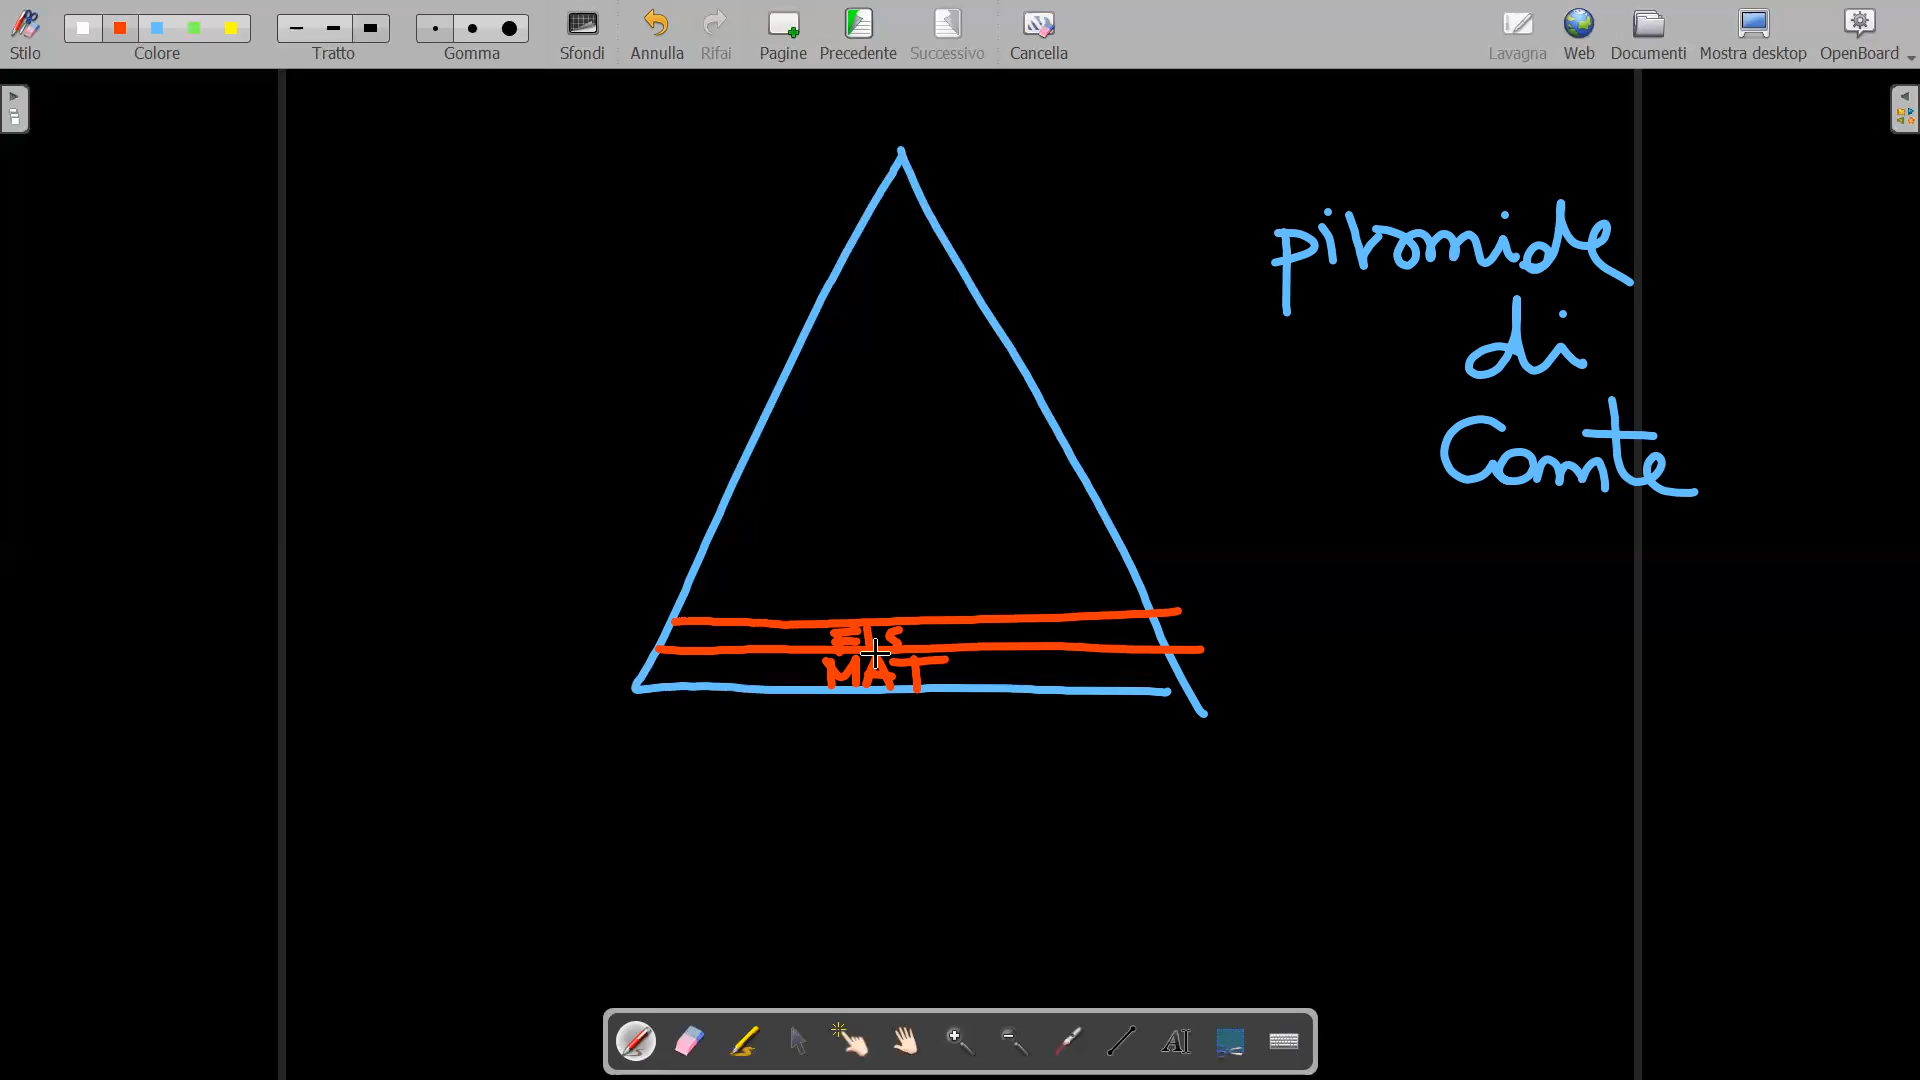 Stilo Colore Tratto Gomma Sfondi Annulla Rifai Pagine Precedente Successivo Cancella Lavagna Web Documenti Mostra desktop OpenBoard
piramide
di
Comte
MAT